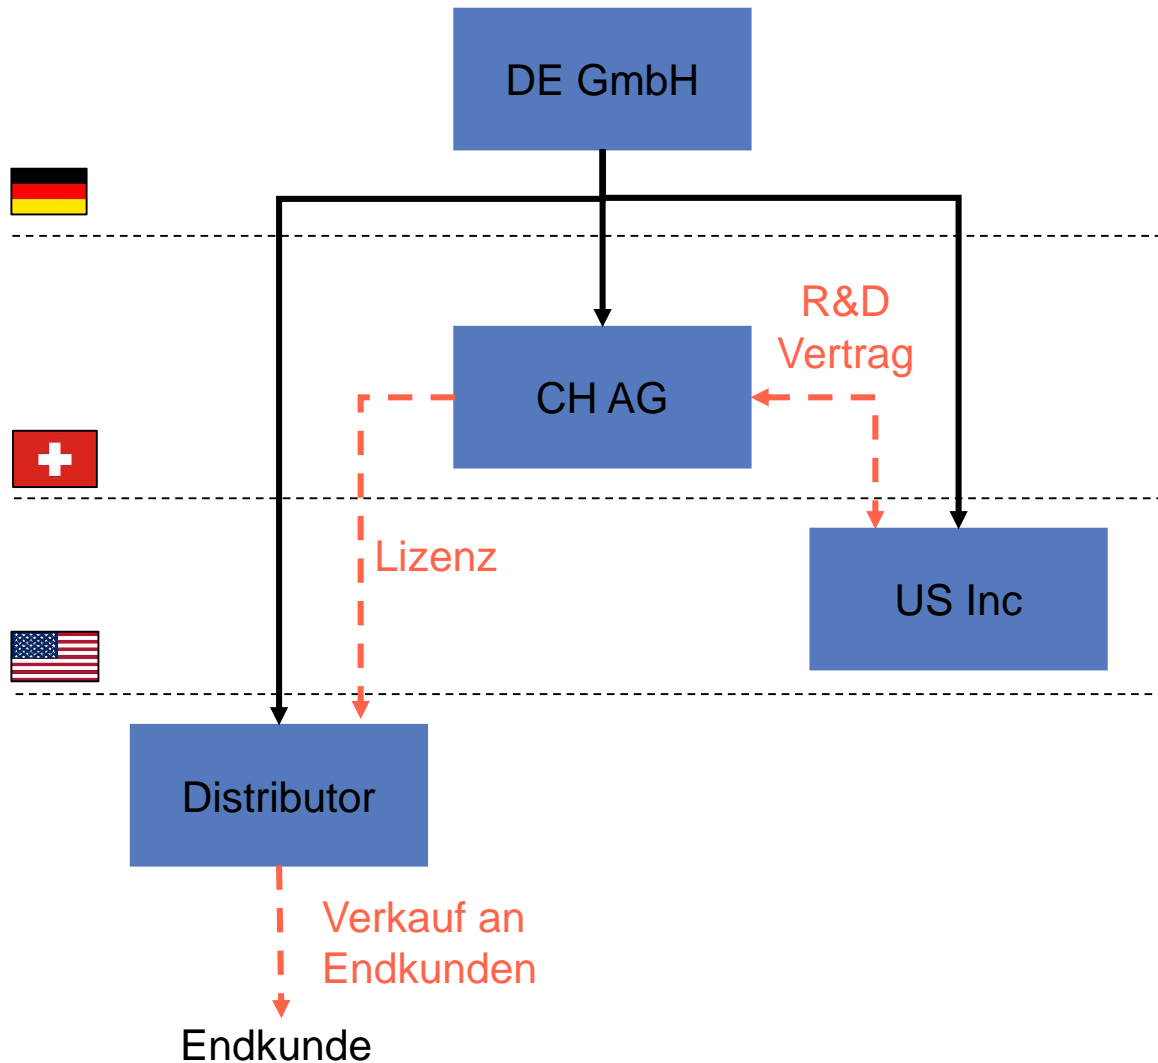 DE GmbH
R&D
Vertrag
CH AG
Lizenz
US Inc
Distributor
Verkauf an
Endkunden
Endkunde